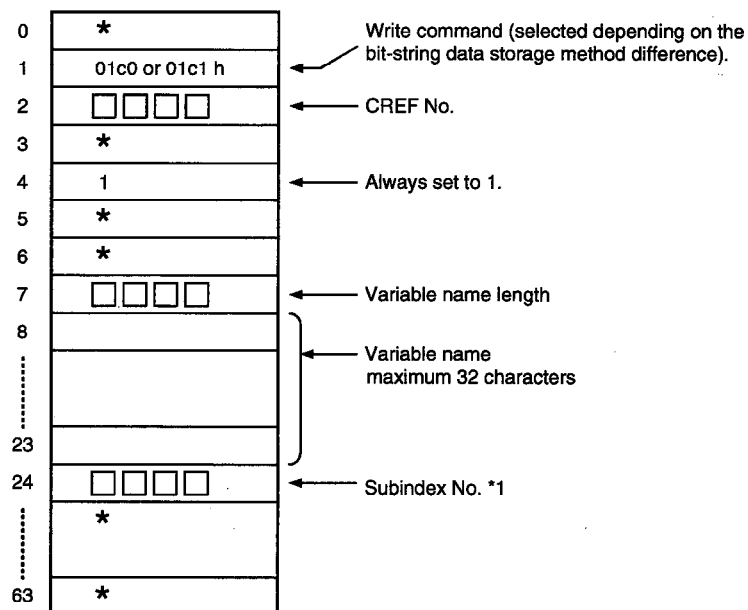 0 *
Write command (selected depending on the
bit-string data storage method difference).
1 01c0 or 01c1 h
2 □□□□ CREF No.
3 *
4 1 Always set to 1.
5 *
6 *
7 □□□□ Variable name length
8
Variable name
maximum 32 characters
23
24 □□□□ Subindex No. *1
*
63 *